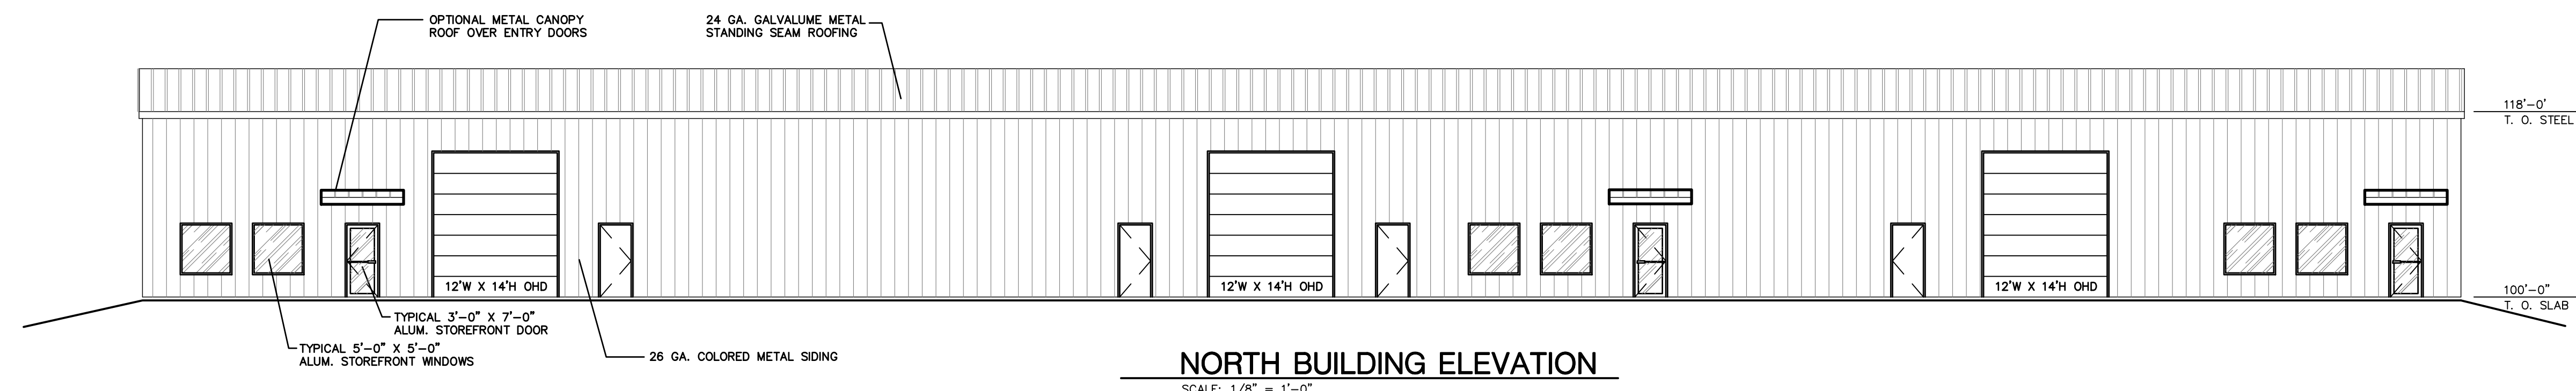 OPTIONAL METAL CANOPY
ROOF OVER ENTRY DOORS
24 GA. GALVALUME METAL
STANDING SEAM ROOFING
118'-0'
T. O. STEEL
12'W X 14'H OHD
12'W X 14'H OHD
12'W X 14'H OHD
100'-0"
T. O. SLAB
TYPICAL 3'-0" X 7'-0"
ALUM. STOREFRONT DOOR
TYPICAL 5'-0" X 5'-0"
ALUM. STOREFRONT WINDOWS
26 GA. COLORED METAL SIDING
NORTH BUILDING ELEVATION
SCALE: 1/8" = 1'-0"